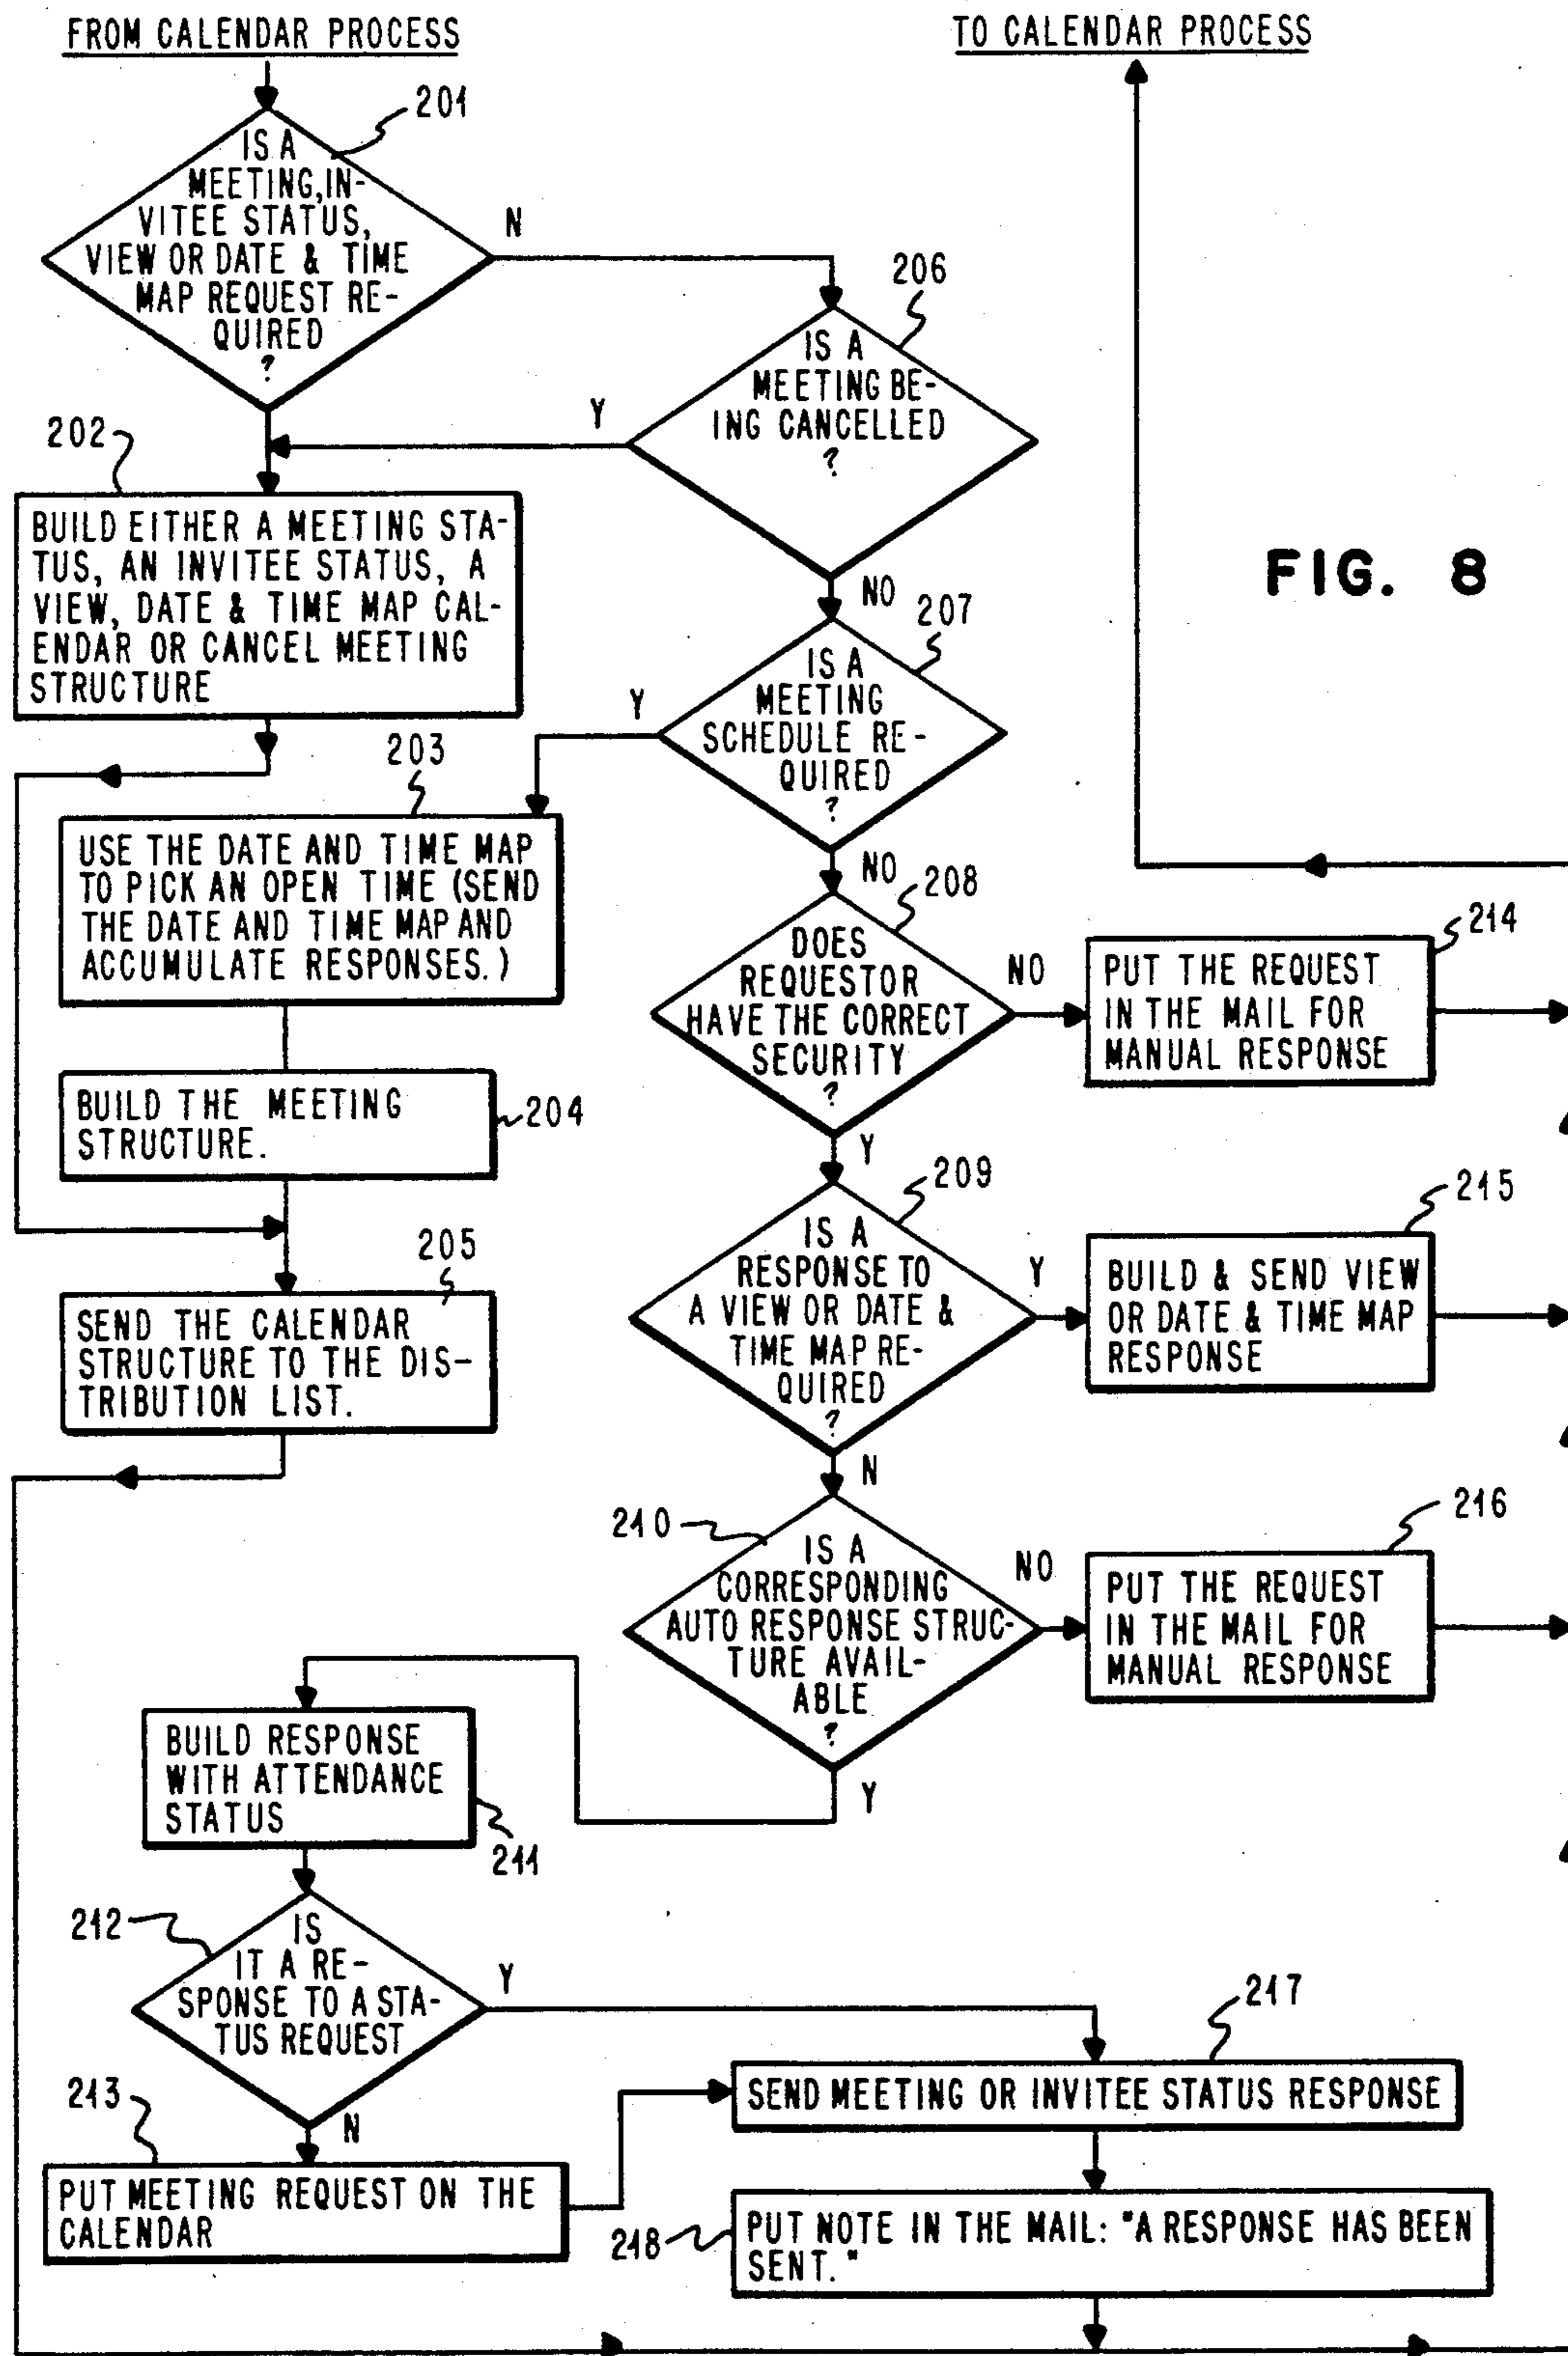 FROM CALENDAR PROCESS
TO CALENDAR PROCESS
201
IS A
MEETING, IN-
VITEE STATUS,
VIEW OR DATE & TIME
MAP REQUEST RE-
QUIRED
?
N
206
IS A
MEETING BE-
ING CANCELLED
?
Y
202
BUILD EITHER A MEETING STA-
TUS, AN INVITEE STATUS, A
VIEW, DATE & TIME MAP CAL-
ENDAR OR CANCEL MEETING
STRUCTURE
FIG. 8
NO
207
IS A
MEETING
SCHEDULE RE-
QUIRED
?
Y
203
USE THE DATE AND TIME MAP
TO PICK AN OPEN TIME (SEND
THE DATE AND TIME MAP AND
ACCUMULATE RESPONSES.)
NO
208
DOES
REQUESTOR
HAVE THE CORRECT
SECURITY
?
NO
214
PUT THE REQUEST
IN THE MAIL FOR
MANUAL RESPONSE
BUILD THE MEETING
STRUCTURE.
204
Y
209
IS A
RESPONSE TO
A VIEW OR DATE &
TIME MAP RE-
QUIRED
?
Y
215
BUILD & SEND VIEW
OR DATE & TIME MAP
RESPONSE
205
SEND THE CALENDAR
STRUCTURE TO THE DIS-
TRIBUTION LIST.
N
210
IS A
CORRESPONDING
AUTO RESPONSE STRUC-
TURE AVAIL-
ABLE
?
NO
216
PUT THE REQUEST
IN THE MAIL FOR
MANUAL RESPONSE
Y
BUILD RESPONSE
WITH ATTENDANCE
STATUS
211
212
IS
IT A RE-
SPONSE TO A STA-
TUS REQUEST
Y
217
SEND MEETING OR INVITEE STATUS RESPONSE
213
N
PUT MEETING REQUEST ON THE
CALENDAR
218
PUT NOTE IN THE MAIL: "A RESPONSE HAS BEEN
SENT."